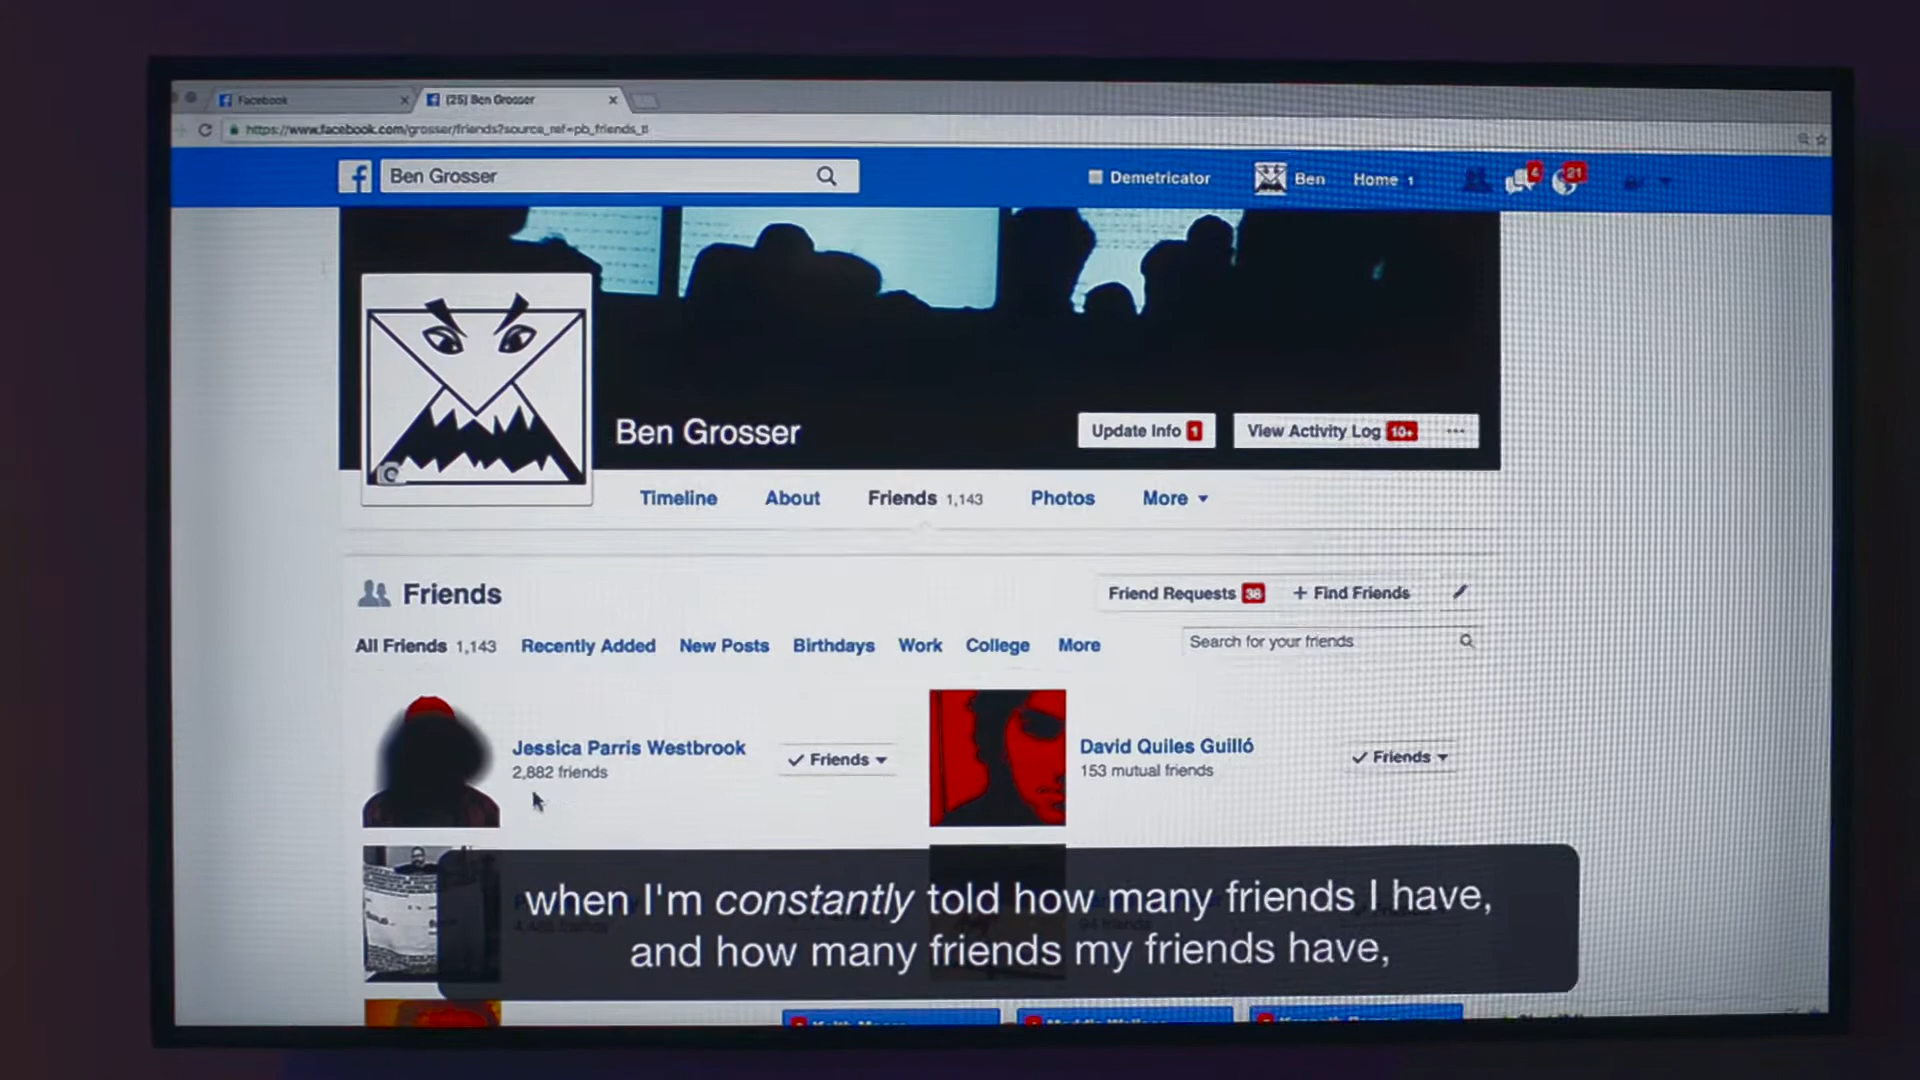 Facebook
(25) Ben Grosser
https://www.facebook.com/grosser/friends?source_ref=pb_friends_tl
Ben Grosser
Demetricator
Ben
Home 1
4
21
Ben Grosser
Update Info 1
View Activity Log 10+
Timeline About Friends 1,143 Photos More
Friends
Friend Requests 36
+ Find Friends
All Friends 1,143 Recently Added New Posts Birthdays Work College More
Search for your friends
Jessica Parris Westbrook
2,882 friends
Friends
David Quiles Guilló
153 mutual friends
Friends
when I'm constantly told how many friends I have,
and how many friends my friends have,